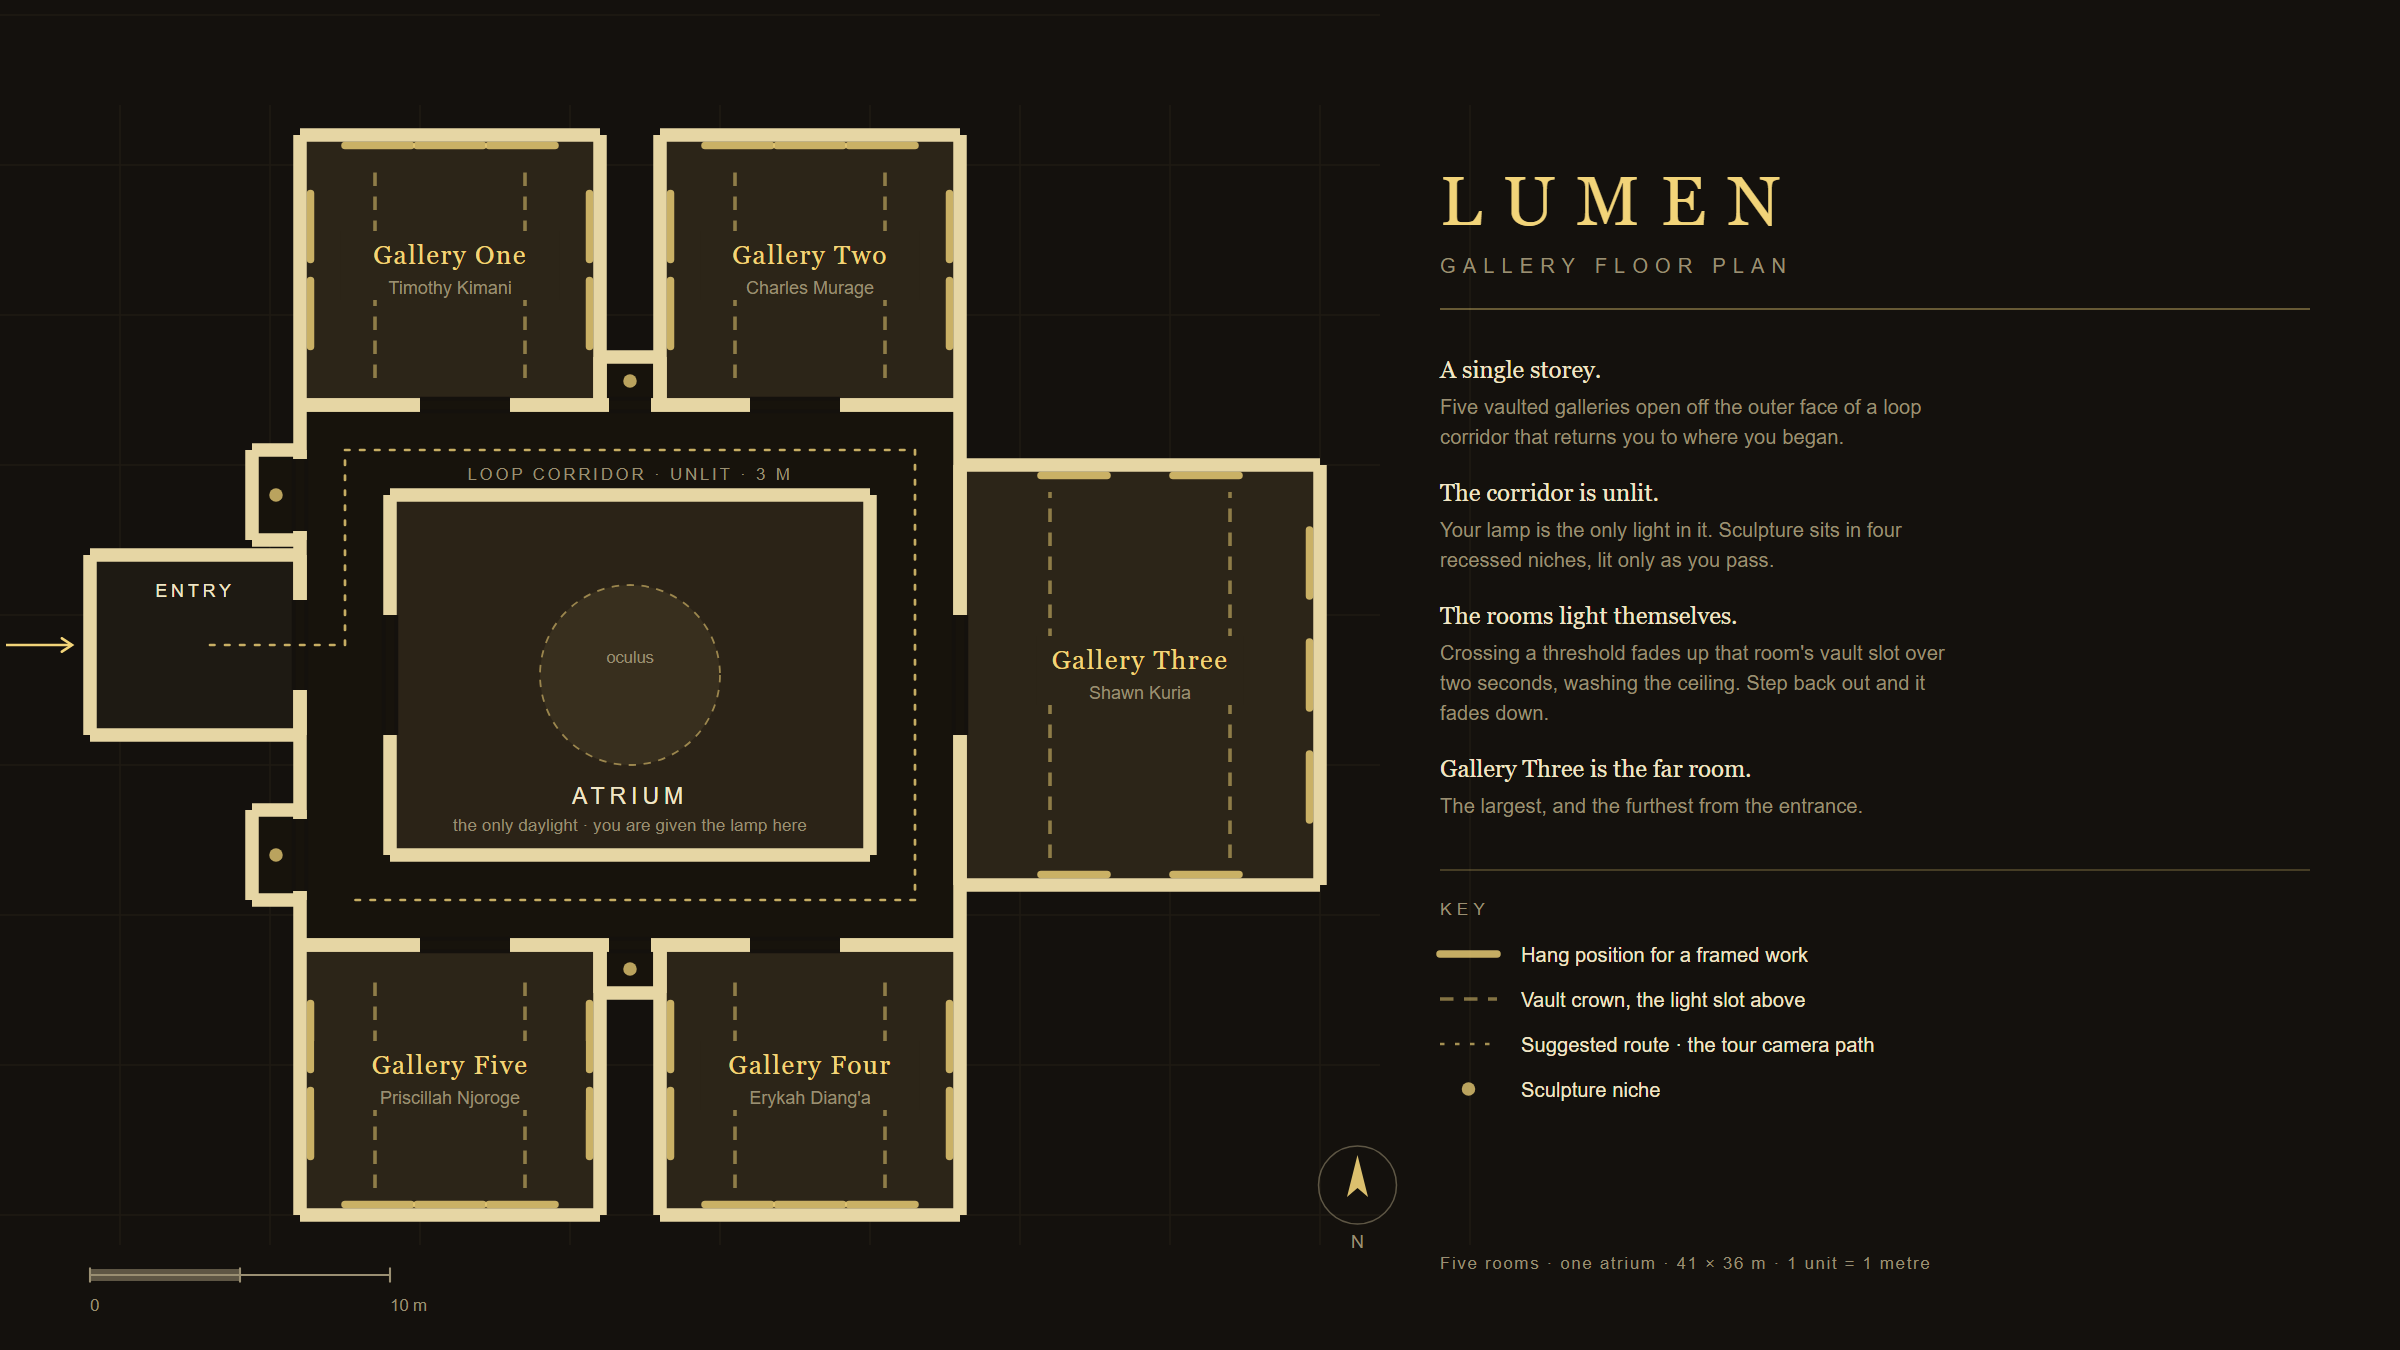 Gallery One
Timothy Kimani
Gallery Two
Charles Murage
LOOP CORRIDOR · UNLIT · 3 M
ENTRY
oculus
ATRIUM
the only daylight · you are given the lamp here
Gallery Three
Shawn Kuria
Gallery Five
Priscillah Njoroge
Gallery Four
Erykah Diang'a
N
0
10 m
LUMEN
GALLERY FLOOR PLAN
A single storey.
Five vaulted galleries open off the outer face of a loop
corridor that returns you to where you began.
The corridor is unlit.
Your lamp is the only light in it. Sculpture sits in four
recessed niches, lit only as you pass.
The rooms light themselves.
Crossing a threshold fades up that room's vault slot over
two seconds, washing the ceiling. Step back out and it
fades down.
Gallery Three is the far room.
The largest, and the furthest from the entrance.
KEY
Hang position for a framed work
Vault crown, the light slot above
Suggested route · the tour camera path
Sculpture niche
Five rooms · one atrium · 41 × 36 m · 1 unit = 1 metre